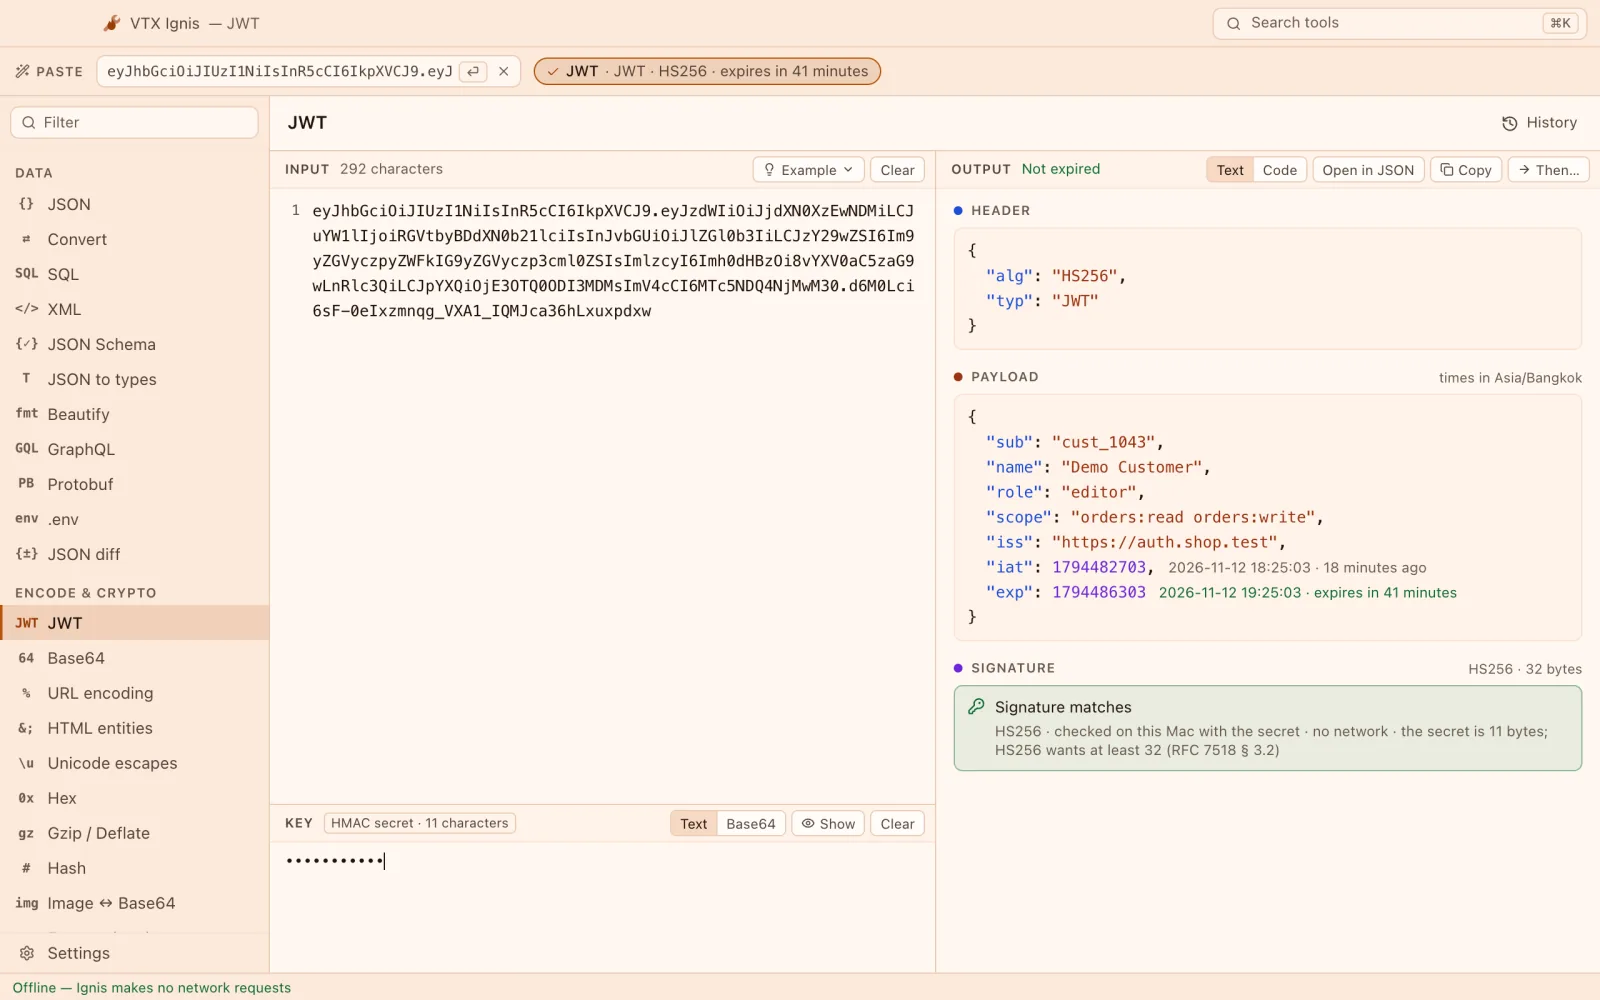 VTX Ignis — JWT
Search tools
⌘K
PASTE
eyJhbGciOiJIUzI1NiIsInR5cCI6IkpXVCJ9.eyJ
JWT · JWT · HS256 · expires in 41 minutes
Filter
JWT
History
DATA
{} JSON
⇄ Convert
SQL SQL
</> XML
{✓} JSON Schema
T JSON to types
fmt Beautify
GQL GraphQL
PB Protobuf
env .env
{±} JSON diff
ENCODE & CRYPTO
JWT JWT
64 Base64
% URL encoding
&; HTML entities
\u Unicode escapes
0x Hex
gz Gzip / Deflate
# Hash
img Image ↔ Base64
Settings
INPUT 292 characters
Example
Clear
1 eyJhbGciOiJIUzI1NiIsInR5cCI6IkpXVCJ9.eyJzdWIiOiJjdXN0XzEwNDMiLCJ
uYW1lIjoiRGVtbyBDdXN0b21lciIsInJvbGUiOiJlZGl0b3IiLCJzY29wZSI6Im9
yZGVyczpyZWFkIG9yZGVyczp3cml0ZSIsImlzcyI6Imh0dHBzOi8vYXV0aC5zaG9
wLnRlc3QiLCJpYXQiOjE3OTQ0ODI3MDMsImV4cCI6MTc5NDQ4NjMwM30.d6M0Lci
6sF-0eIxzmnqg_VXA1_IQMJca36hLxuxpdxw
KEY
HMAC secret · 11 characters
Text
Base64
Show
Clear
•••••••••••
OUTPUT Not expired
Text
Code
Open in JSON
Copy
→ Then...
HEADER
{
"alg": "HS256",
"typ": "JWT"
}
PAYLOAD
times in Asia/Bangkok
{
"sub": "cust_1043",
"name": "Demo Customer",
"role": "editor",
"scope": "orders:read orders:write",
"iss": "https://auth.shop.test",
"iat": 1794482703, 2026-11-12 18:25:03 · 18 minutes ago
"exp": 1794486303 2026-11-12 19:25:03 · expires in 41 minutes
}
SIGNATURE
HS256 · 32 bytes
Signature matches
HS256 · checked on this Mac with the secret · no network · the secret is 11 bytes;
HS256 wants at least 32 (RFC 7518 § 3.2)
Offline — Ignis makes no network requests